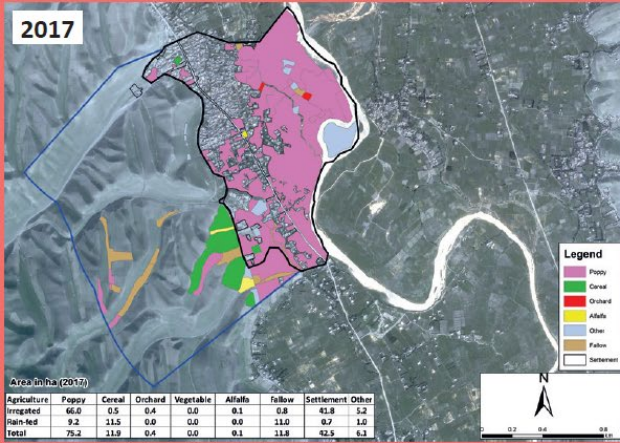 2017
Legend
Poppy
Cereal
Orchard
Alfalfa
Other
Fallow
Settlement
N
Area in ha (2017)
Agriculture Poppy Cereal Orchard Vegetable Alfalfa Fallow Settlement Other
Irregated 66.0 0.5 0.4 0.0 0.1 0.8 41.8 5.2
Rain-fed 9.2 11.5 0.0 0.0 0.0 11.0 0.7 1.0
Total 75.2 11.9 0.4 0.0 0.1 11.8 42.5 6.1
0 0.2 0.4 0.8